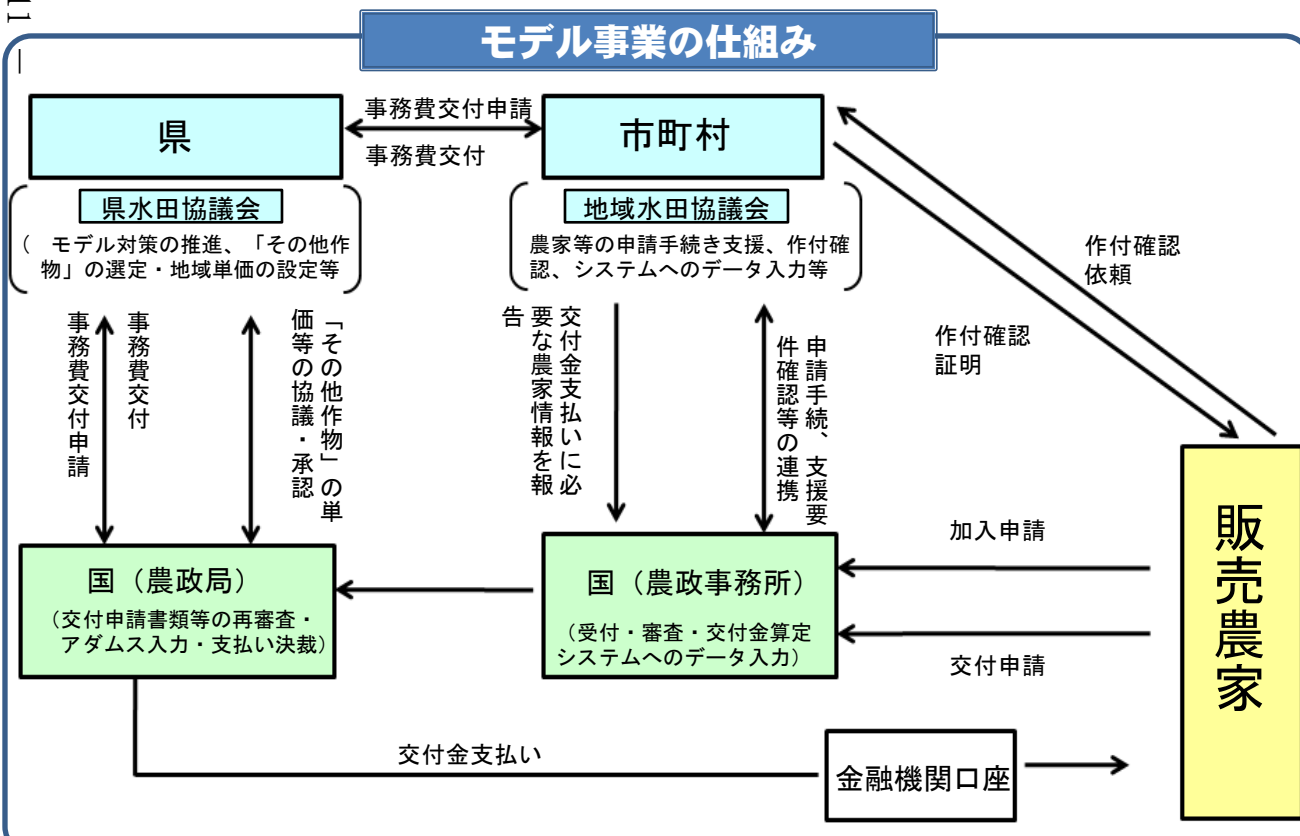 11
モデル事業の仕組み
県
事務費交付申請
事務費交付
市町村
県水田協議会
( モデル対策の推進、「その他作
物」の選定・地域単価の設定等
地域水田協議会
農家等の申請手続き支援、作付確
認、システムへのデータ入力等
作付確認
依頼
作付確認
証明
事務費交付申請
事務費交付
「その他作物」の単
価等の協議・承認
交付金支払いに必
要な農家情報を報
告
申請手続、支援要
件確認等の連携
国（農政局）
（交付申請書類等の再審査・
アダムス入力・支払い決裁）
国（農政事務所）
（受付・審査・交付金算定
システムへのデータ入力）
加入申請
交付申請
販売農家
交付金支払い
金融機関口座